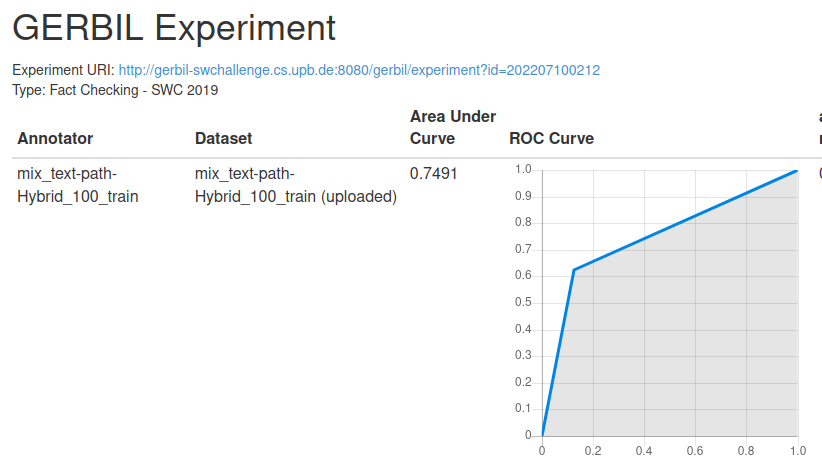 GERBIL Experiment
Experiment URI: http://gerbil-swchallenge.cs.upb.de:8080/gerbil/experiment?id=202207100212
Type: Fact Checking - SWC 2019
Annotator Dataset Area Under Curve ROC Curve
mix_text-path- mix_text-path- 0.7491
Hybrid_100_train Hybrid_100_train (uploaded)
1.0
0.9
0.8
0.7
0.6
0.5
0.4
0.3
0.2
0.1
0
0 0.2 0.4 0.6 0.8 1.0